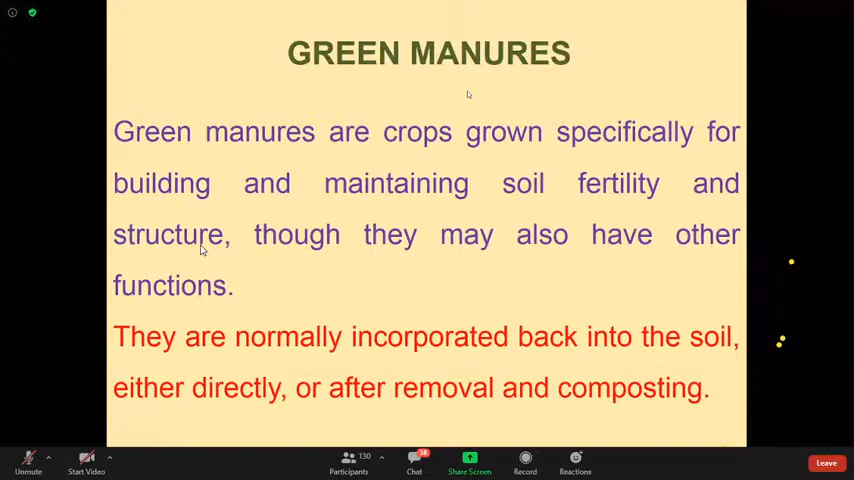 GREEN MANURES
Green manures are crops grown specifically for
building and maintaining soil fertility and
structure, though they may also have other
functions.
They are normally incorporated back into the soil,
either directly, or after removal and composting.
Unmute
Start Video
130
Participants
38
Chat
Share Screen
Record
Reactions
Leave